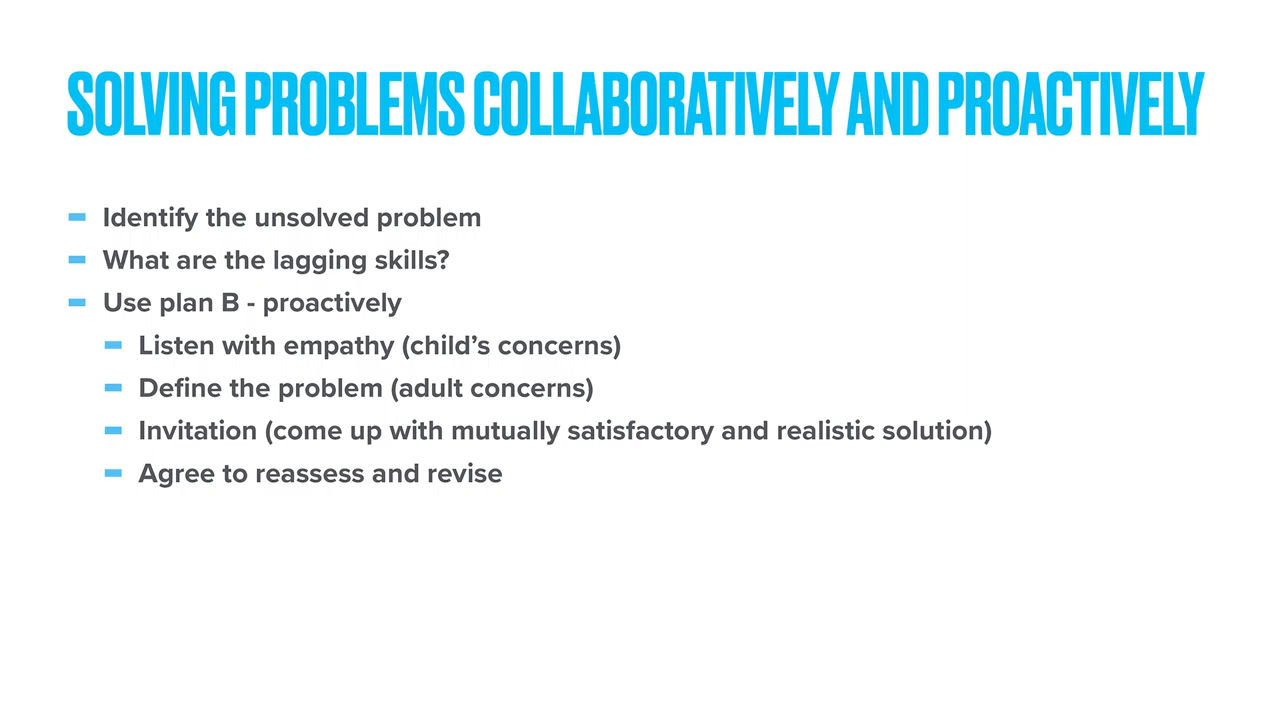 SOLVING PROBLEMS COLLABORATIVELY AND PROACTIVELY
Identify the unsolved problem
What are the lagging skills?
Use plan B - proactively
Listen with empathy (child’s concerns)
Define the problem (adult concerns)
Invitation (come up with mutually satisfactory and realistic solution)
Agree to reassess and revise